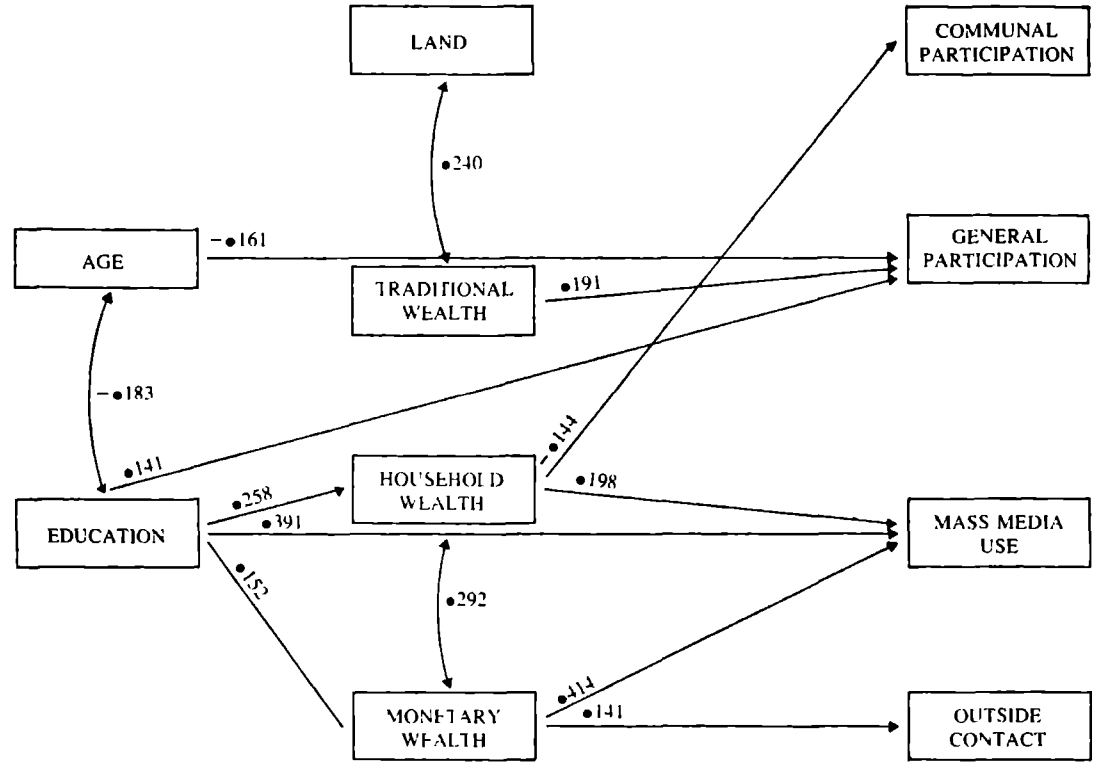 LAND
COMMUNAL
PARTICIPATION
•240
AGE
−•161
GENERAL
PARTICIPATION
TRADITIONAL
WEALTH
•191
−•183
•141
−•144
HOUSEHOLD
WEALTH
•198
•258
•391
EDUCATION
MASS MEDIA
USE
•152
•292
•414
•141
MONETARY
WEALTH
OUTSIDE
CONTACT